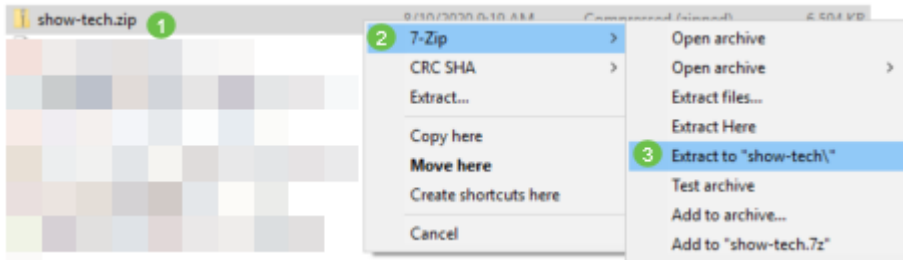 show-tech.zip 1 8/10/2020 9:19 AM Compressed (zipped) 6,504 KB
2 7-Zip >
CRC SHA >
Extract...
Copy here
Move here
Create shortcuts here
Cancel
Open archive
Open archive >
Extract files...
Extract Here
3 Extract to "show-tech\"
Test archive
Add to archive...
Add to "show-tech.7z"